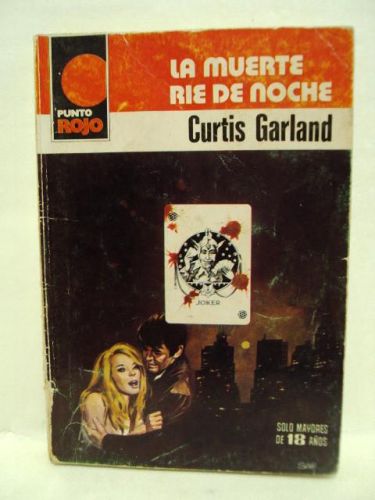 LA MUERTE
RIE DE NOCHE
Curtis Garland
PUNTO
ROJO
JOKER
SOLO MAYORES
DE 18 AÑOS